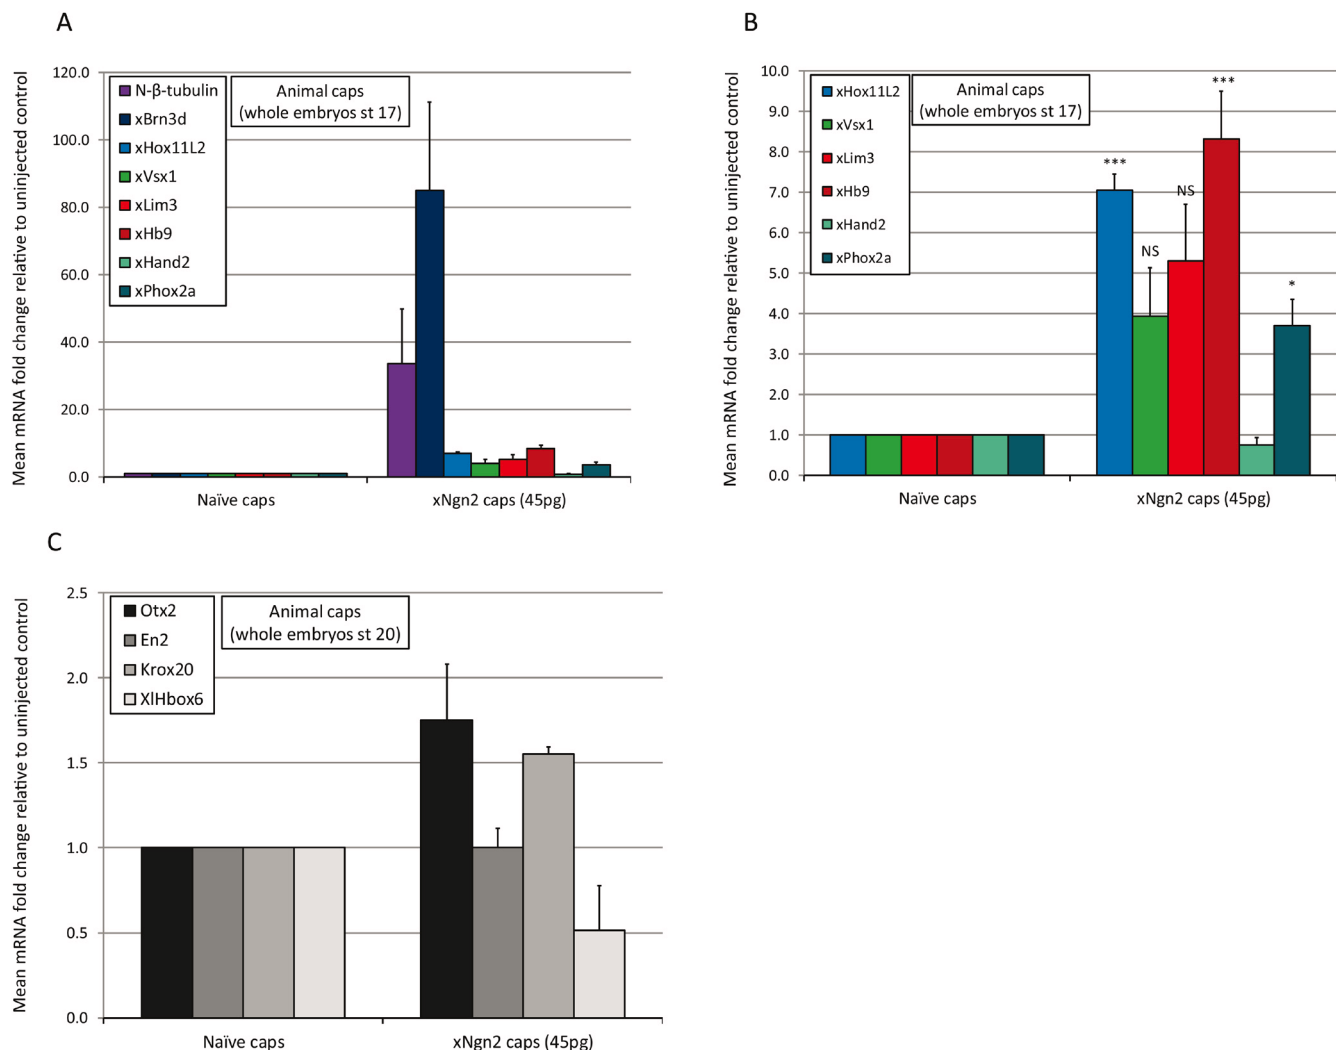 A
Mean mRNA fold change relative to uninjected control
120.0
100.0
80.0
60.0
40.0
20.0
0.0
N-β-tubulin
xBrn3d
xHox11L2
xVsx1
xLim3
xHb9
xHand2
xPhox2a
Animal caps
(whole embryos st 17)
Naïve caps
xNgn2 caps (45pg)
B
Mean mRNA fold change relative to uninjected control
10.0
9.0
8.0
7.0
6.0
5.0
4.0
3.0
2.0
1.0
0.0
xHox11L2
xVsx1
xLim3
xHb9
xHand2
xPhox2a
Animal caps
(whole embryos st 17)
***
NS
NS
***
*
Naïve caps
xNgn2 caps (45pg)
C
Mean mRNA fold change relative to uninjected control
2.5
2.0
1.5
1.0
0.5
0.0
Otx2
En2
Krox20
XlHbox6
Animal caps
(whole embryos st 20)
Naïve caps
xNgn2 caps (45pg)